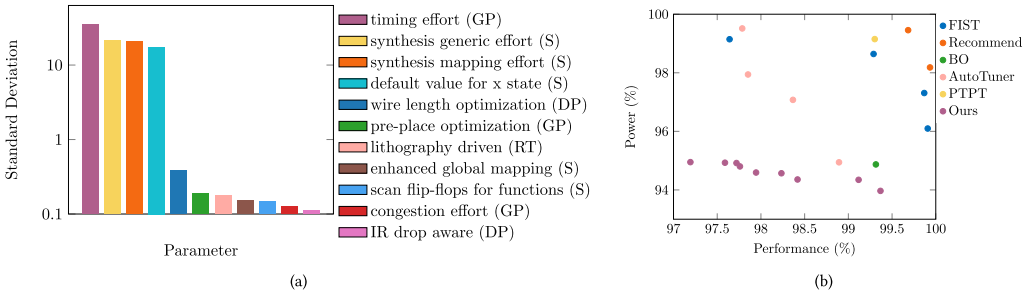 Standard Deviation
10
1
0.1
Parameter
timing effort (GP)
synthesis generic effort (S)
synthesis mapping effort (S)
default value for x state (S)
wire length optimization (DP)
pre-place optimization (GP)
lithography driven (RT)
enhanced global mapping (S)
scan flip-flops for functions (S)
congestion effort (GP)
IR drop aware (DP)
(a)
Power (%)
100
98
96
94
97 97.5 98 98.5 99 99.5 100
Performance (%)
FIST
Recommend
BO
AutoTuner
PTPT
Ours
(b)